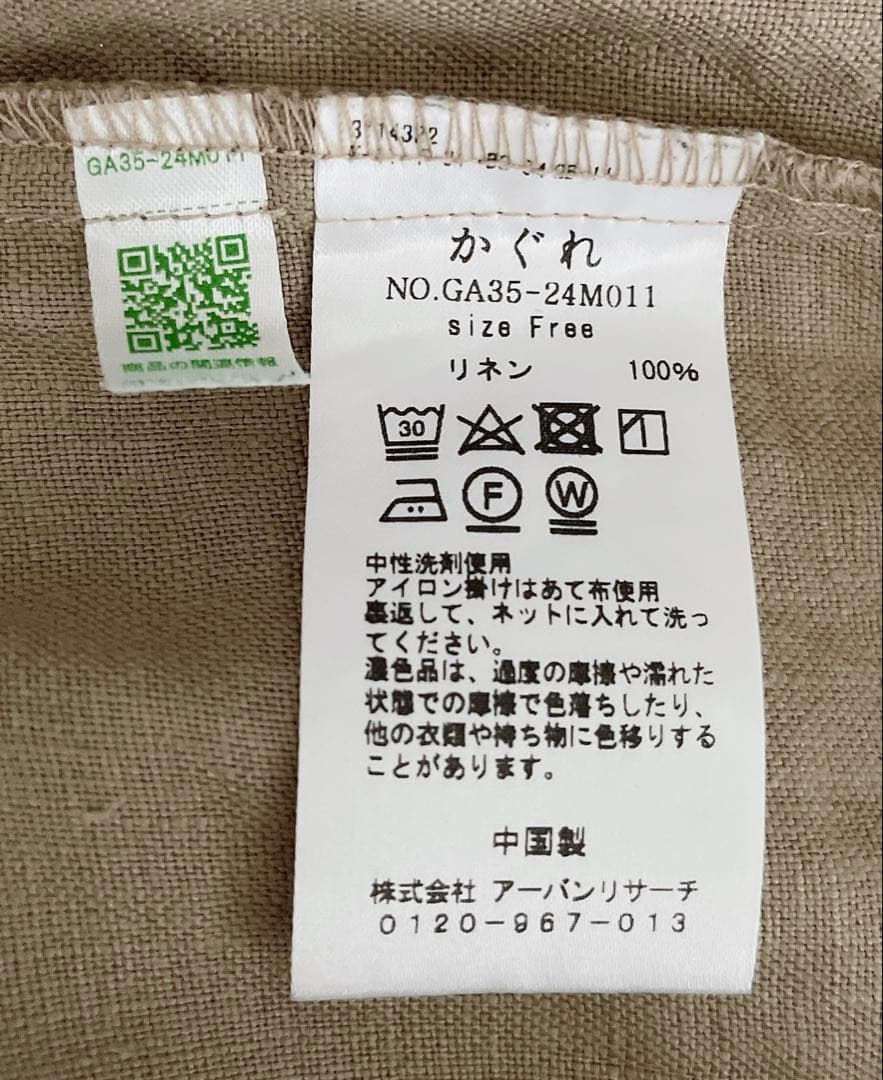 GA35-24M011
かぐれ
NO.GA35-24M011
size Free
リネン 100%
30
F W
中性洗剤使用
アイロン掛けはあて布使用
裏返して、ネットに入れて洗っ
てください。
濃色品は、過度の摩擦や濡れた
状態での摩擦で色落ちしたり、
他の衣類や持ち物に色移りする
ことがあります。
中国製
株式会社 アーバンリサーチ
0120-967-013